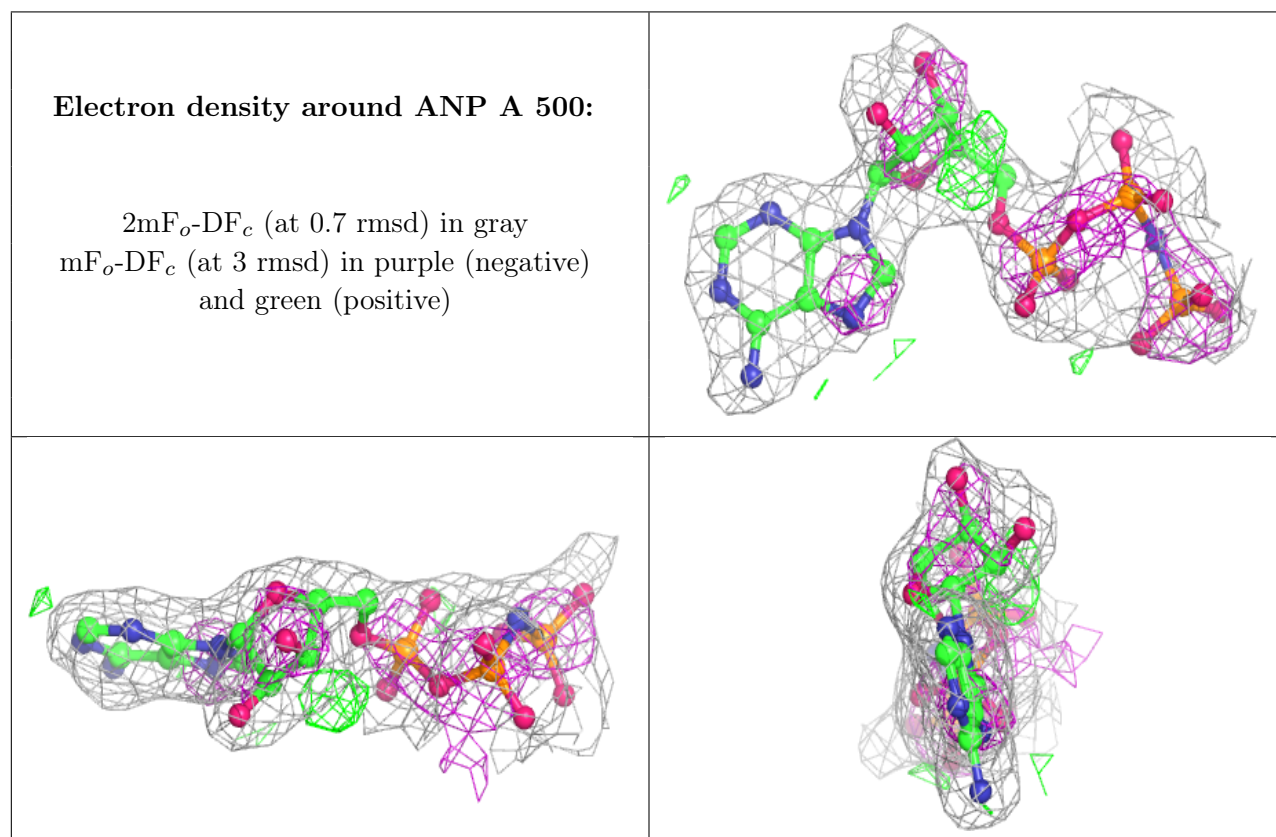 Electron density around ANP A 500:
2mFₒ-DF𝒸 (at 0.7 rmsd) in gray
mFₒ-DF𝒸 (at 3 rmsd) in purple (negative)
and green (positive)